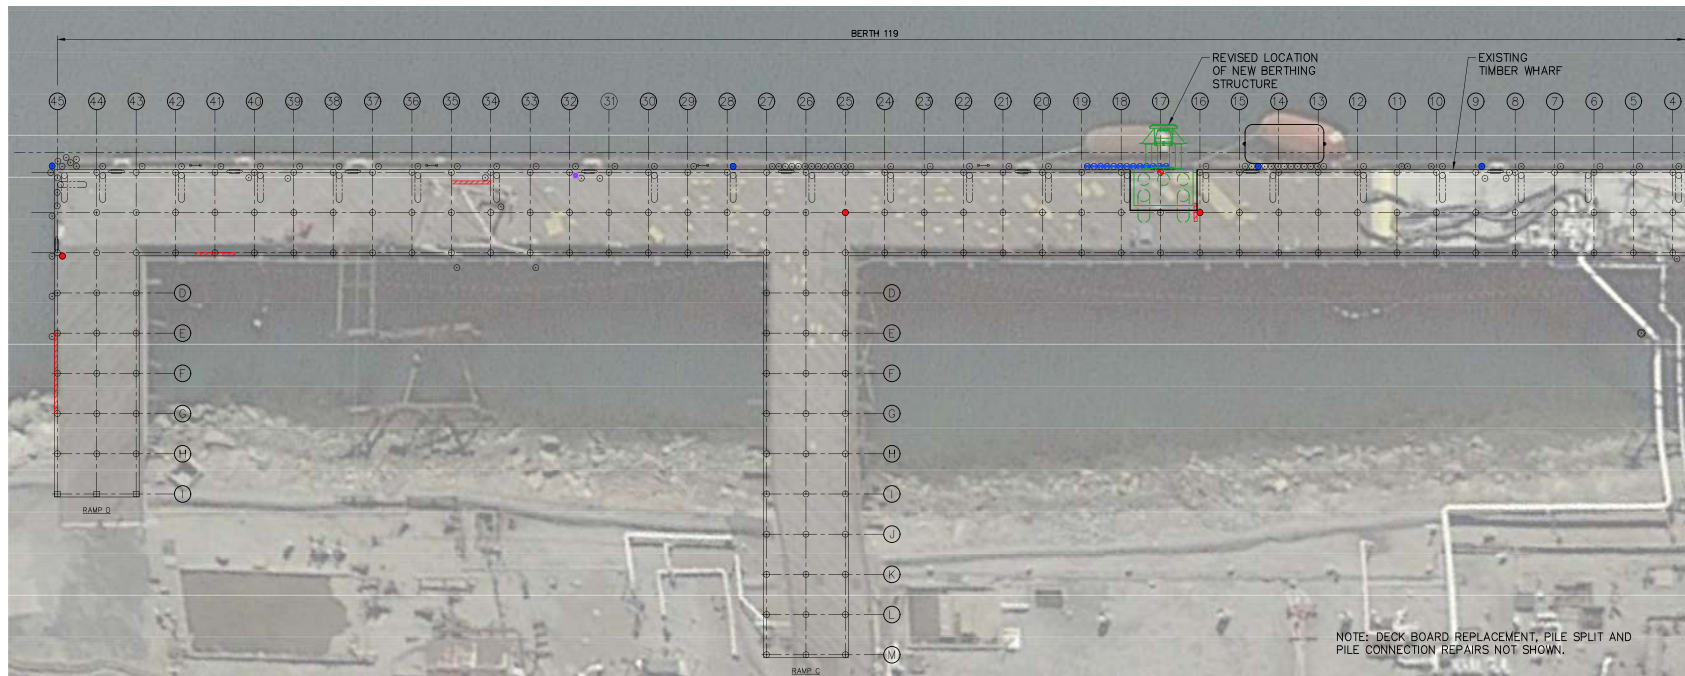 BERTH 119
REVISED LOCATION
OF NEW BERTHING
STRUCTURE
EXISTING
TIMBER WHARF
45 44 43 42 41 40 39 38 37 36 35 34 33 32 31 30 29 28 27 26 25 24 23 22 21 20 19 18 17 16 15 14 13 12 11 10 9 8 7 6 5 4
D D
E E
F F
G G
H H
I I
RAMP D
J
K
L
M
RAMP C
NOTE: DECK BOARD REPLACEMENT, PILE SPLIT AND
PILE CONNECTION REPAIRS NOT SHOWN.